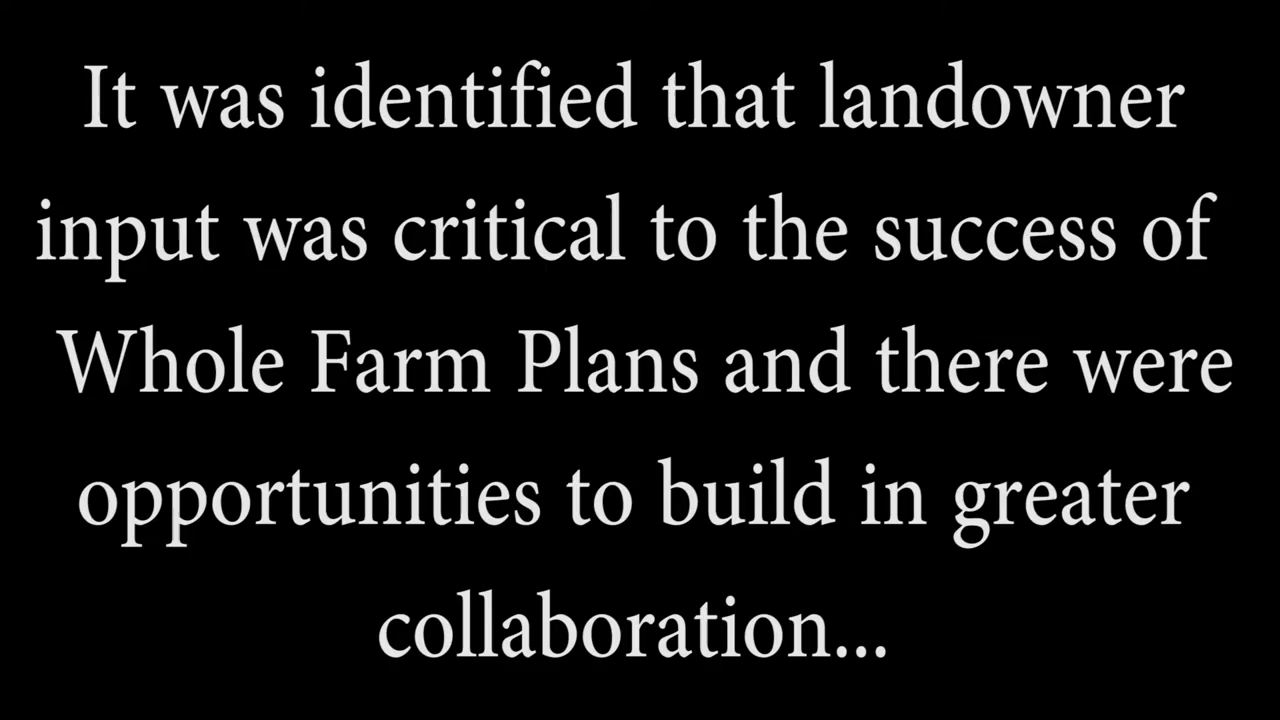 It was identified that landowner
input was critical to the success of
Whole Farm Plans and there were
opportunities to build in greater
collaboration...